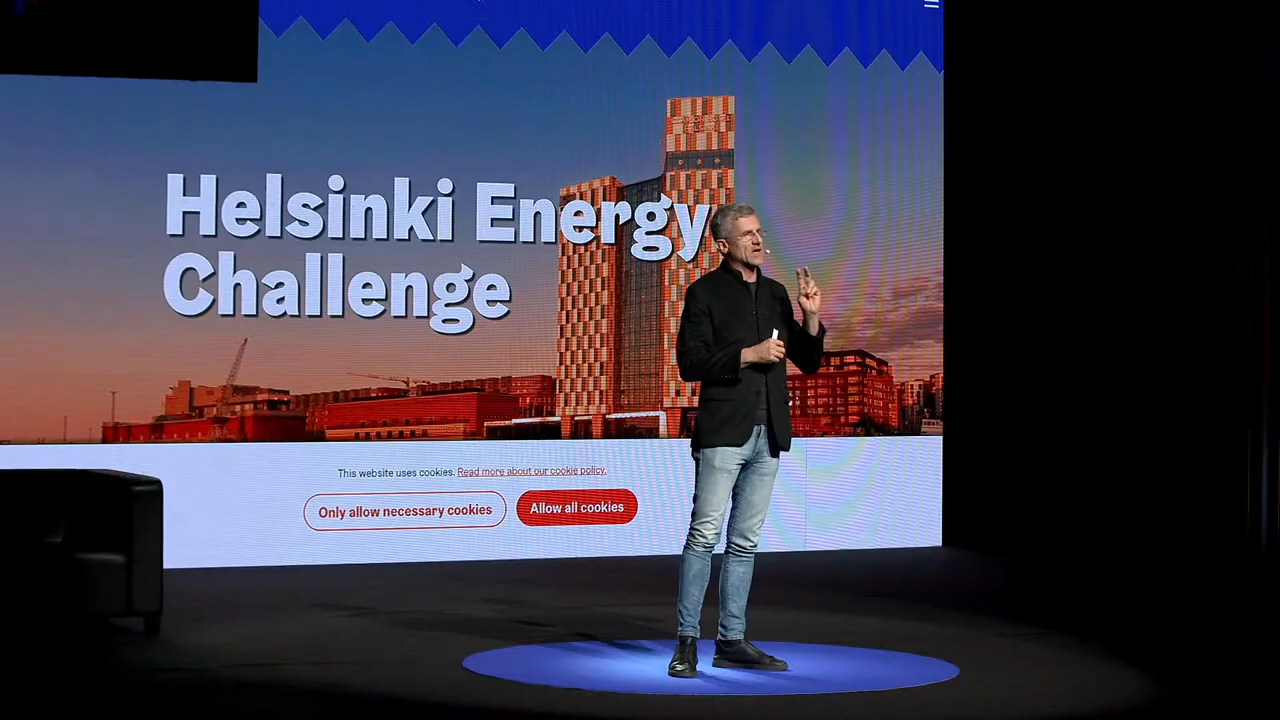 Helsinki Energy
Challenge
This website uses cookies. Read more about our cookie policy.
Only allow necessary cookies
Allow all cookies